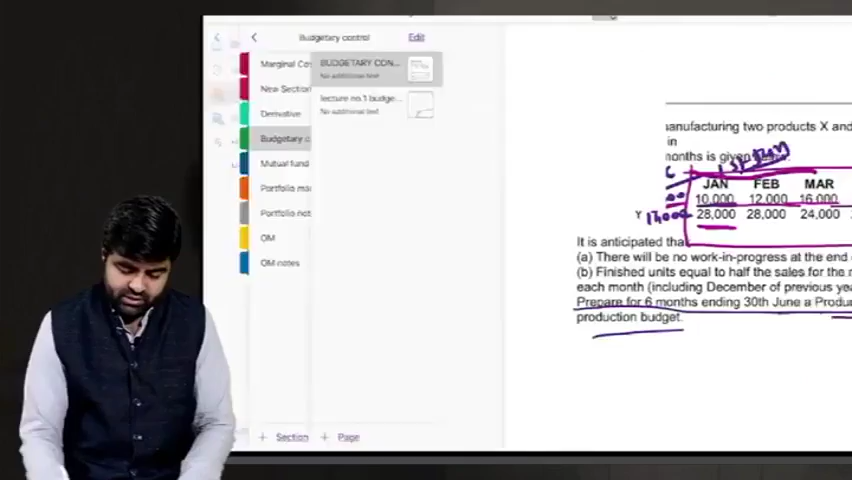 Budgetary control
Edit
Marginal Co
New Section
Derivative
Budgetary c
Mutual fund
Portfolio ma
Portfolio not
OM
OM notes
BUDGETARY CON...
No additional text
lecture no.1 budge...
No additional text
+ Section
+ Page
anufacturing two products X and
in
onths is given
JAN FEB MAR
10,000 12,000 16,000
Y 28,000 28,000 24,000
It is anticipated that
(a) There will be no work-in-progress at the end
(b) Finished units equal to half the sales for the
each month (including December of previous ye
Prepare for 6 months ending 30th June a Produ
production budget.